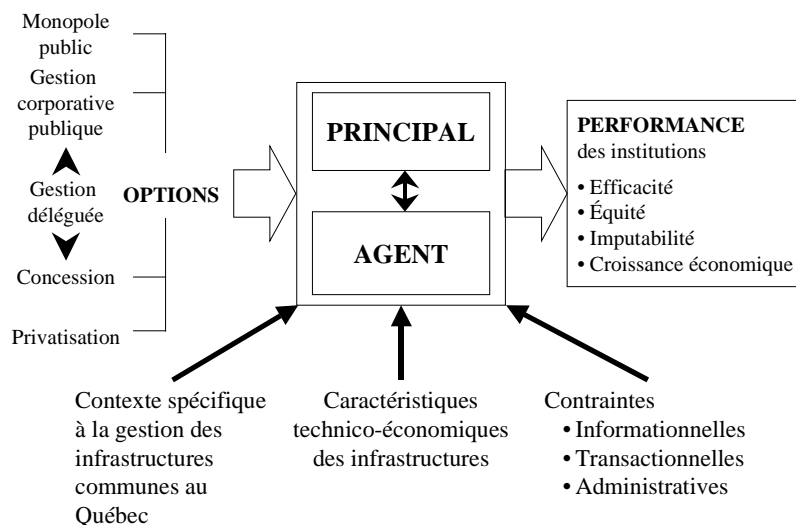 Monopole
public
Gestion
corporative
publique
Gestion
déléguée
Concession
Privatisation
OPTIONS
PRINCIPAL
AGENT
PERFORMANCE
des institutions
• Efficacité
• Équité
• Imputabilité
• Croissance économique
Contexte spécifique
à la gestion des
infrastructures
communes au
Québec
Caractéristiques
technico-économiques
des infrastructures
Contraintes
• Informationnelles
• Transactionnelles
• Administratives